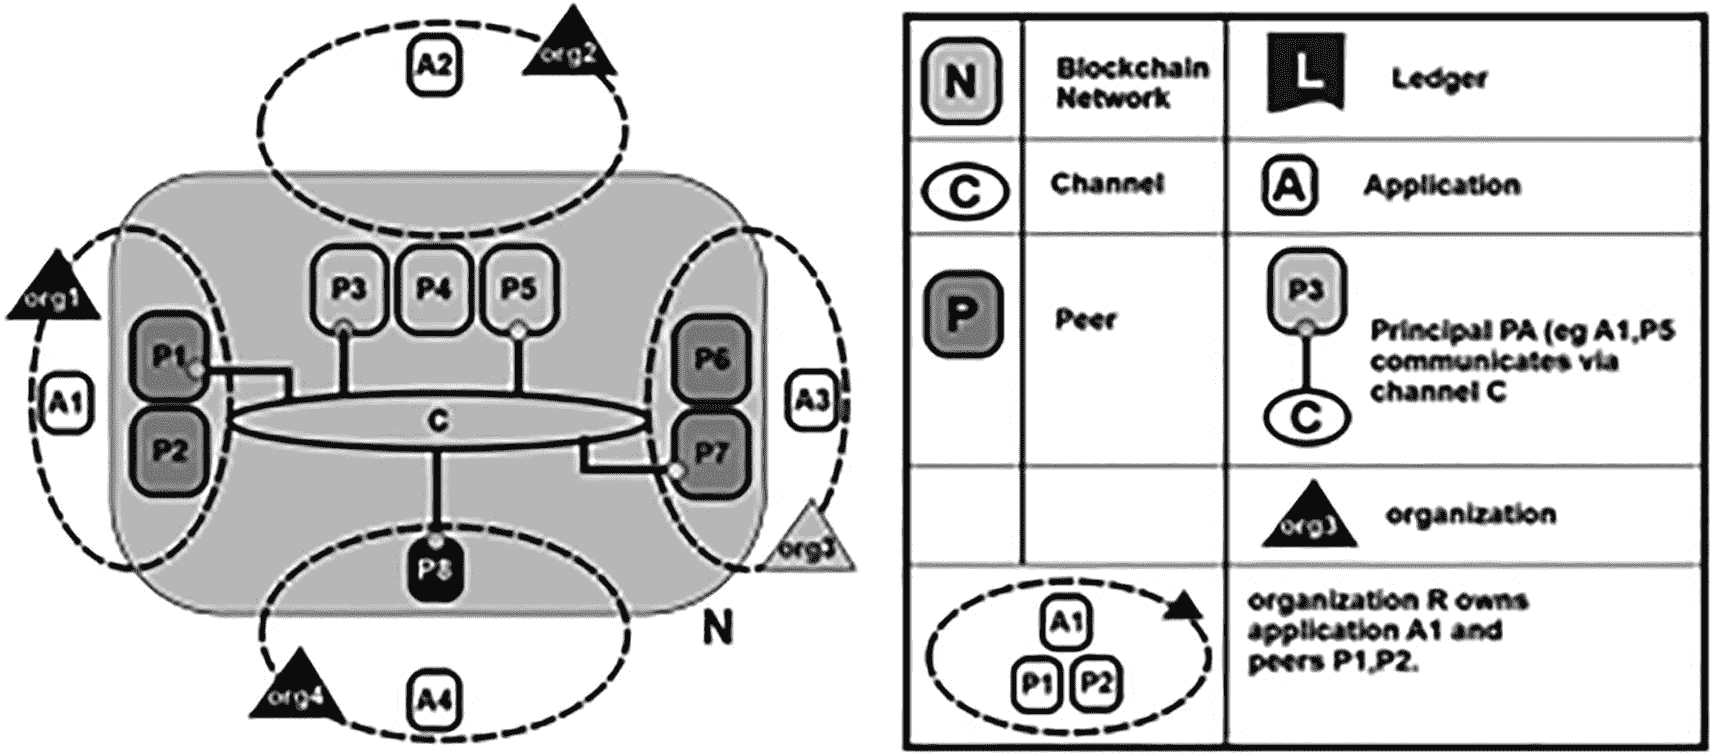 A2
org2
org1
A1
P1
P2
P3
P4
P5
C
P6
P7
A3
org3
P8
N
org4
A4
N
Blockchain
Network
L
Ledger
C
Channel
A
Application
P
Peer
P3
C
Principal PA (eg A1,P5
communicates via
channel C
org3
organization
A1
P1
P2
organization R owns
application A1 and
peers P1,P2.